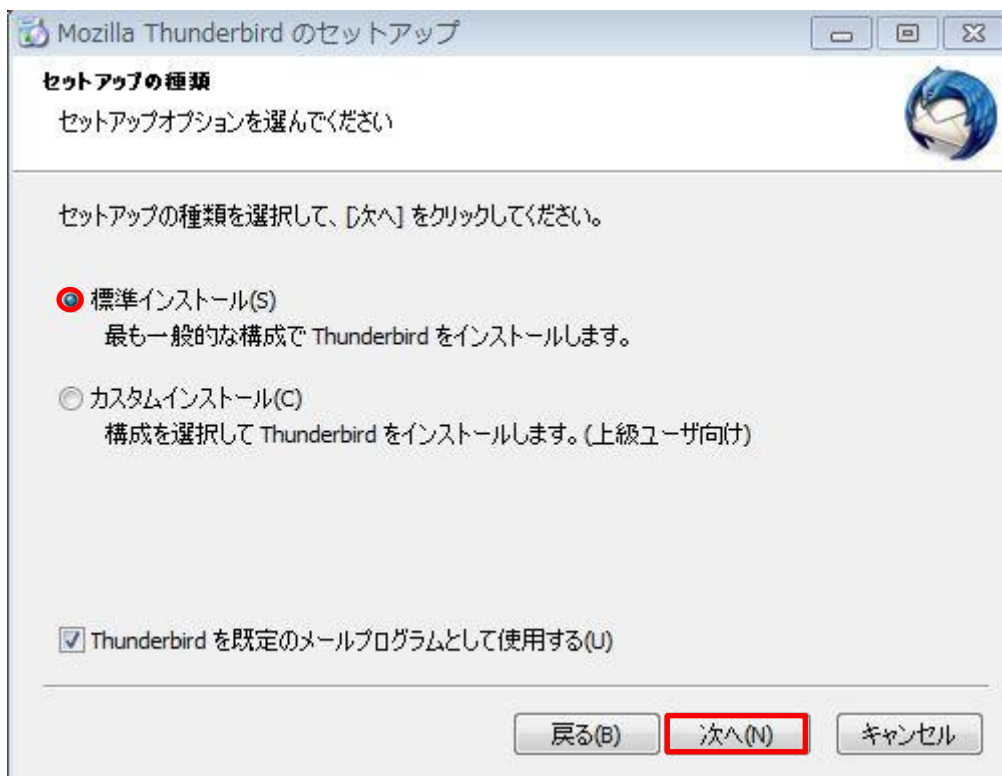 Mozilla Thunderbird のセットアップ
セットアップの種類
セットアップオプションを選んでください
セットアップの種類を選択して、[次へ] をクリックしてください。
標準インストール(S)
最も一般的な構成で Thunderbird をインストールします。
カスタムインストール(C)
構成を選択して Thunderbird をインストールします。(上級ユーザ向け)
Thunderbird を既定のメールプログラムとして使用する(U)
戻る(B) 次へ(N) キャンセル